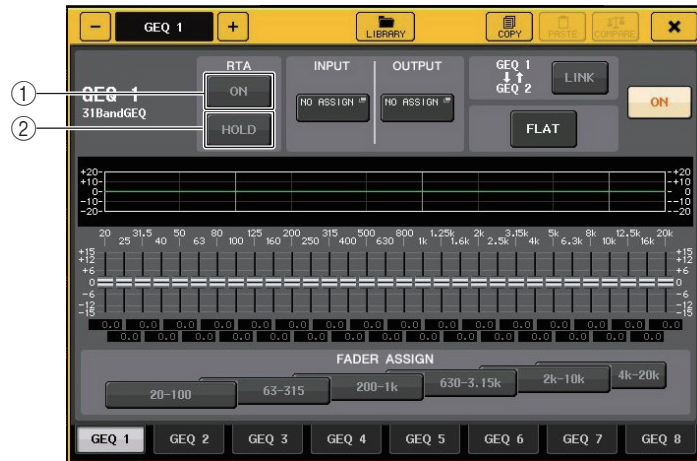 GEQ 1
LIBRARY
COPY
PASTE
COMPARE
GEQ 1
31BandGEQ
RTA
1
ON
2
HOLD
INPUT
NO ASSIGN
OUTPUT
NO ASSIGN
GEQ 1
GEQ 2
LINK
FLAT
ON
+20
+10
0
-10
-20
+20
+10
0
-10
-20
20 31.5 50 80 125 200 315 500 800 1.25k 2k 3.15k 5k 8k 12.5k 20k
25 40 63 100 160 250 400 630 1k 1.6k 2.5k 4k 6.3k 10k 16k
+15
+12
+6
0
-6
-12
-15
+15
+12
+6
0
-6
-12
-15
0.0 0.0 0.0 0.0 0.0 0.0 0.0 0.0 0.0 0.0 0.0 0.0 0.0 0.0 0.0 0.0
0.0 0.0 0.0 0.0 0.0 0.0 0.0 0.0 0.0 0.0 0.0 0.0 0.0 0.0 0.0
FADER ASSIGN
20-100 63-315 200-1k 630-3.15k 2k-10k 4k-20k
GEQ 1 GEQ 2 GEQ 3 GEQ 4 GEQ 5 GEQ 6 GEQ 7 GEQ 8